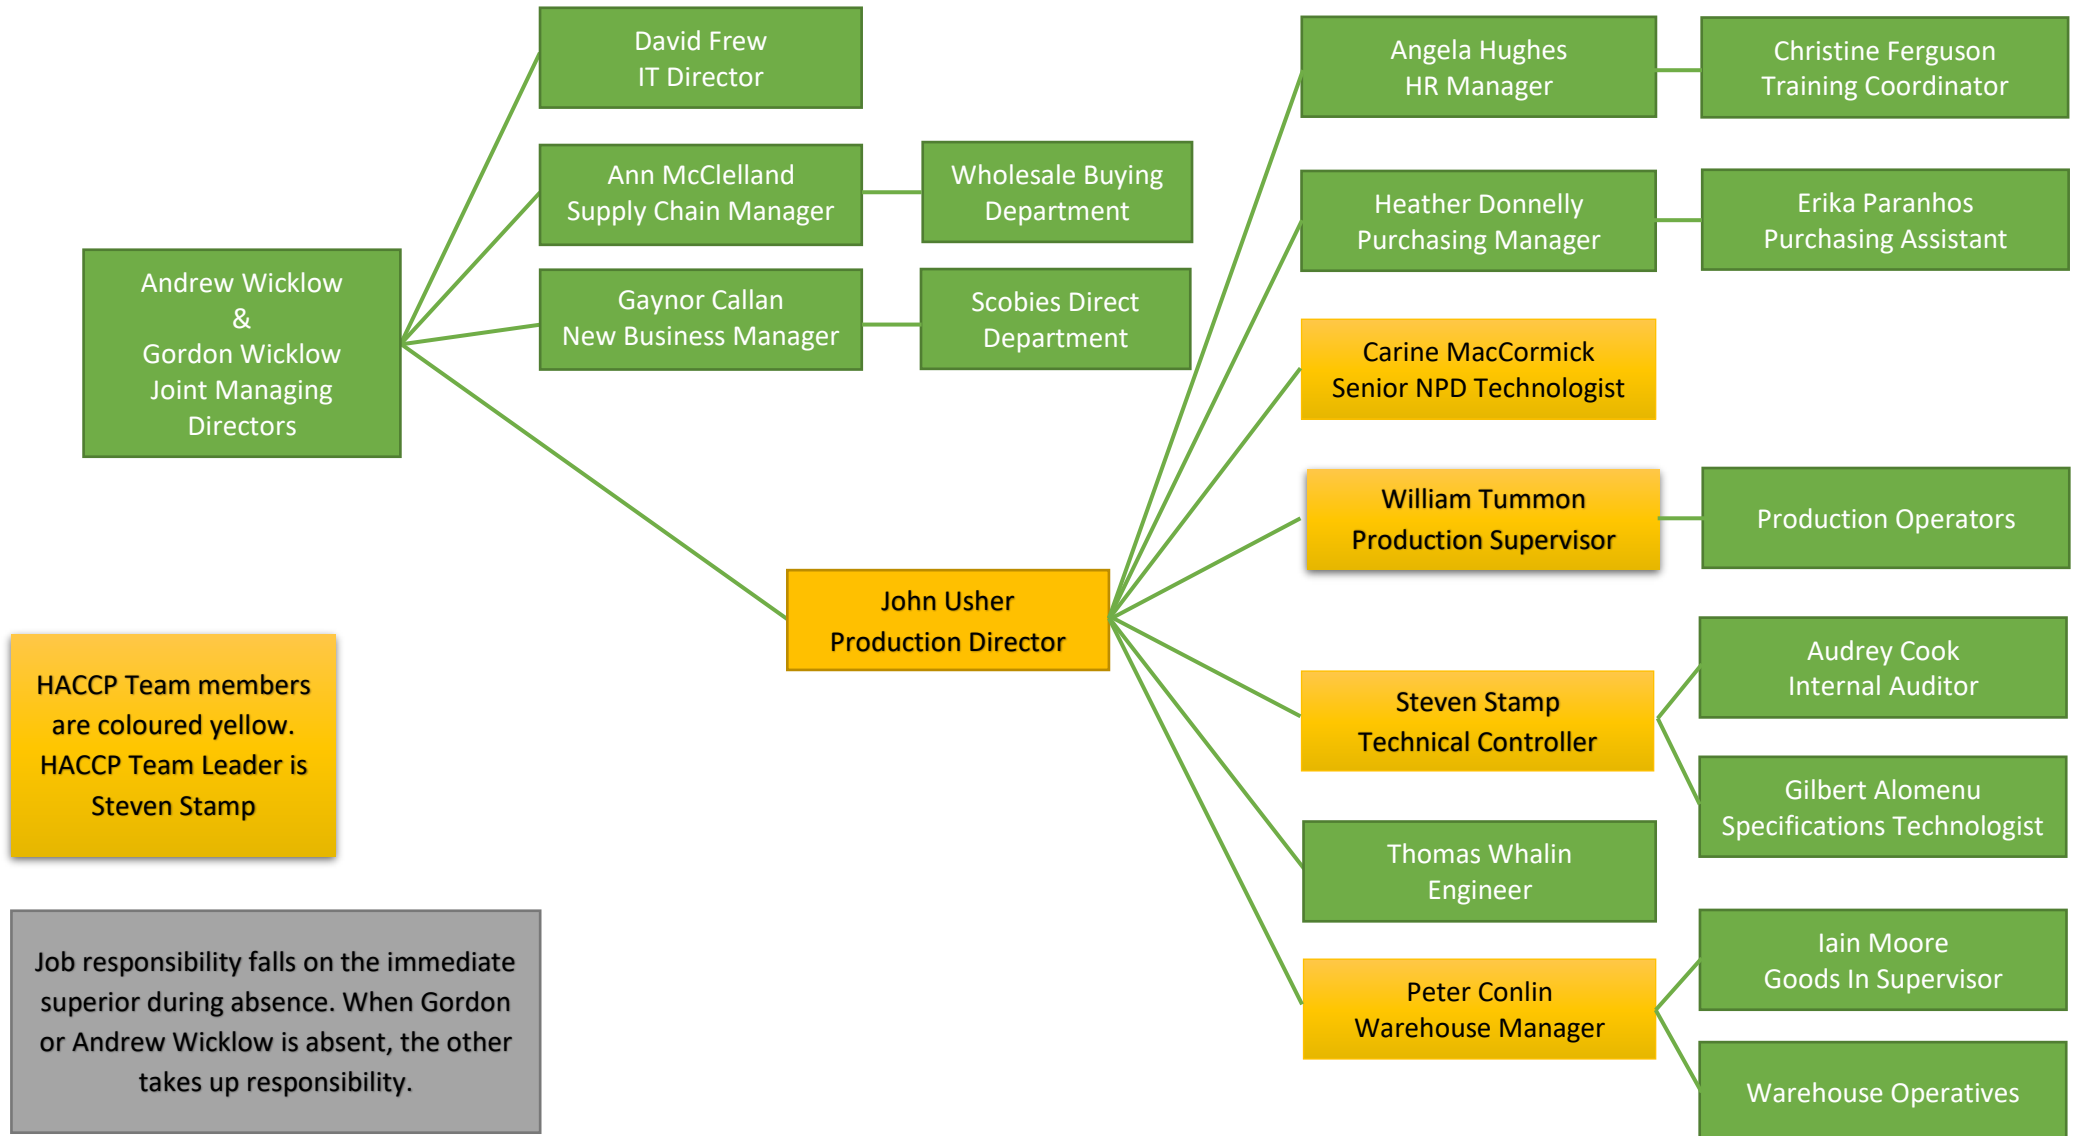 David Frew
IT Director
Ann McClelland
Supply Chain Manager
Wholesale Buying
Department
Gaynor Callan
New Business Manager
Scobies Direct
Department
Andrew Wicklow
&
Gordon Wicklow
Joint Managing
Directors
John Usher
Production Director
Angela Hughes
HR Manager
Christine Ferguson
Training Coordinator
Heather Donnelly
Purchasing Manager
Erika Paranhos
Purchasing Assistant
Carine MacCormick
Senior NPD Technologist
William Tummon
Production Supervisor
Production Operators
Steven Stamp
Technical Controller
Audrey Cook
Internal Auditor
Gilbert Alomenu
Specifications Technologist
Thomas Whalin
Engineer
Peter Conlin
Warehouse Manager
Iain Moore
Goods In Supervisor
Warehouse Operatives
HACCP Team members
are coloured yellow.
HACCP Team Leader is
Steven Stamp
Job responsibility falls on the immediate
superior during absence. When Gordon
or Andrew Wicklow is absent, the other
takes up responsibility.